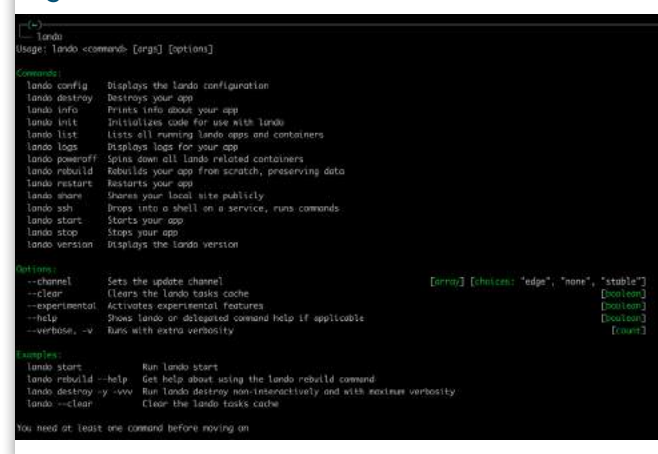 (~)
lando
Usage: lando <command> [args] [options]
Commands:
lando config Displays the lando configuration
lando destroy Destroys your app
lando info Prints info about your app
lando init Initializes code for use with lando
lando list Lists all running lando apps and containers
lando logs Displays logs for your app
lando poweroff Spins down all lando related containers
lando rebuild Rebuilds your app from scratch, preserving data
lando restart Restarts your app
lando share Shares your local site publicly
lando ssh Drops into a shell on a service, runs commands
lando start Starts your app
lando stop Stops your app
lando version Displays the lando version
Options:
--channel Sets the update channel [array] [choices: "edge", "none", "stable"]
--clear Clears the lando tasks cache [boolean]
--experimental Activates experimental features [boolean]
--help Shows lando or delegated command help if applicable [boolean]
--verbose, -v Runs with extra verbosity [count]
Examples:
lando start Run lando start
lando rebuild --help Get help about using the lando rebuild command
lando destroy -y -vvv Run lando destroy non-interactively and with maximum verbosity
lando --clear Clear the lando tasks cache
You need at least one command before moving on